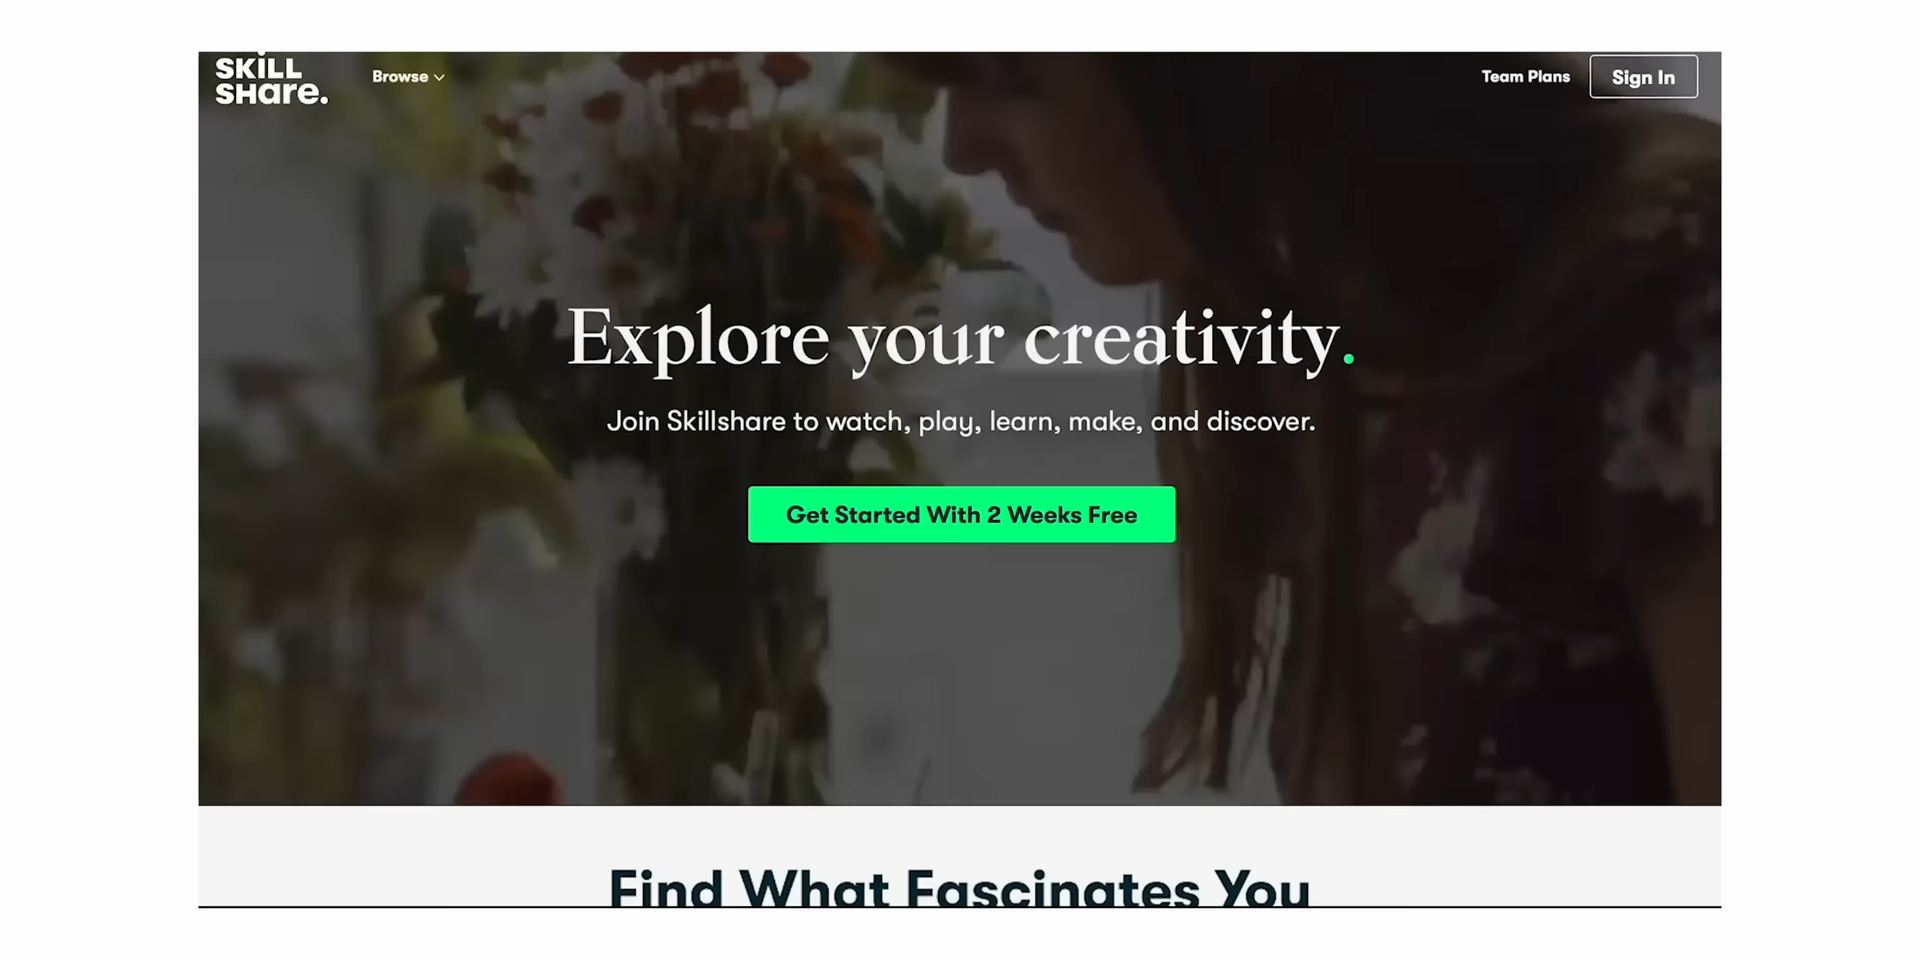 SKiLL
SHare.
Browse
Team Plans
Sign In
Explore your creativity.
Join Skillshare to watch, play, learn, make, and discover.
Get Started With 2 Weeks Free
Find What Fascinates You